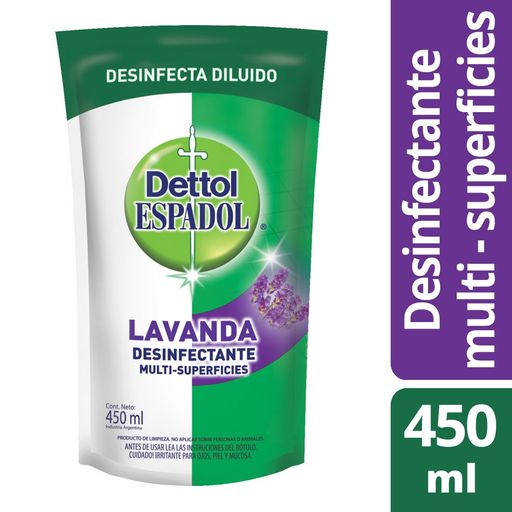 DESINFECTA DILUIDO
Dettol
ESPADOL®
LAVANDA
DESINFECTANTE
MULTI-SUPERFICIES
Cont. Neto:
450 ml
Industria Argentina
PRODUCTO DE LIMPIEZA. NO APLICAR SOBRE PERSONAS O ANIMALES.
ANTES DE USAR LEA LAS INSTRUCCIONES DEL RÓTULO.
CUIDADO! IRRITANTE PARA OJOS, PIEL Y MUCOSA.
Desinfectante
multi - superficies
450
ml